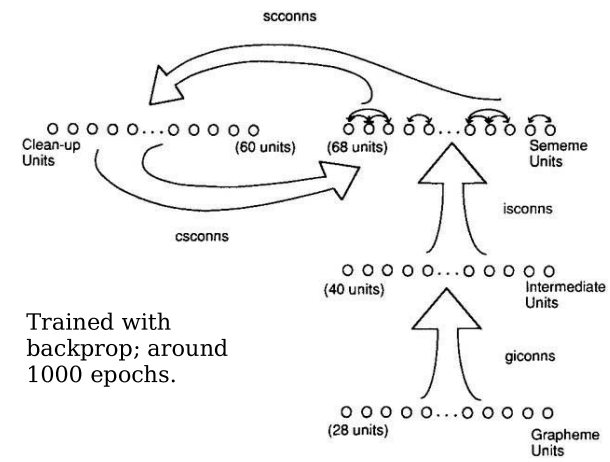 scconns
Clean-up
Units
(60 units)
(68 units)
Sememe
Units
csconns
isconns
(40 units)
Intermediate
Units
Trained with
backprop; around
1000 epochs.
giconns
(28 units)
Grapheme
Units